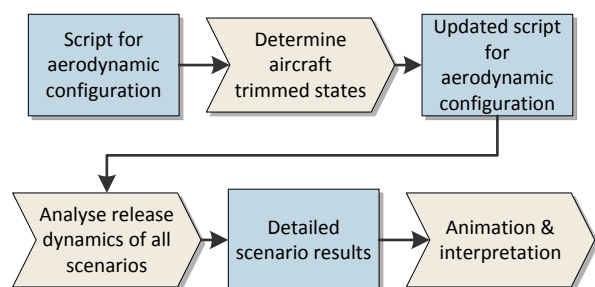 Script for
aerodynamic
configuration
Determine
aircraft
trimmed states
Updated script
for
aerodynamic
configuration
Analyse release
dynamics of all
scenarios
Detailed
scenario results
Animation &
interpretation